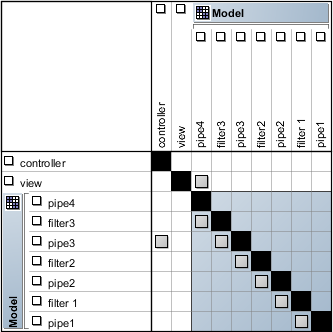 Model
controller
view
pipe4
filter3
pipe3
filter2
pipe2
filter 1
pipe1
controller
view
Model
pipe4
filter3
pipe3
filter2
pipe2
filter 1
pipe1